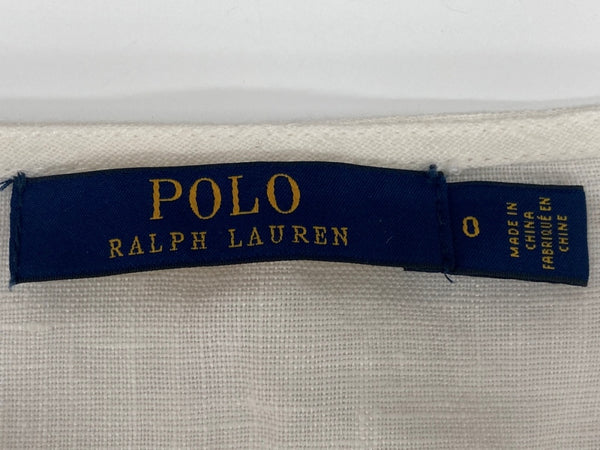 POLO
RALPH LAUREN
0
MADE IN
CHINA
FABRIQUÉ EN
CHINE